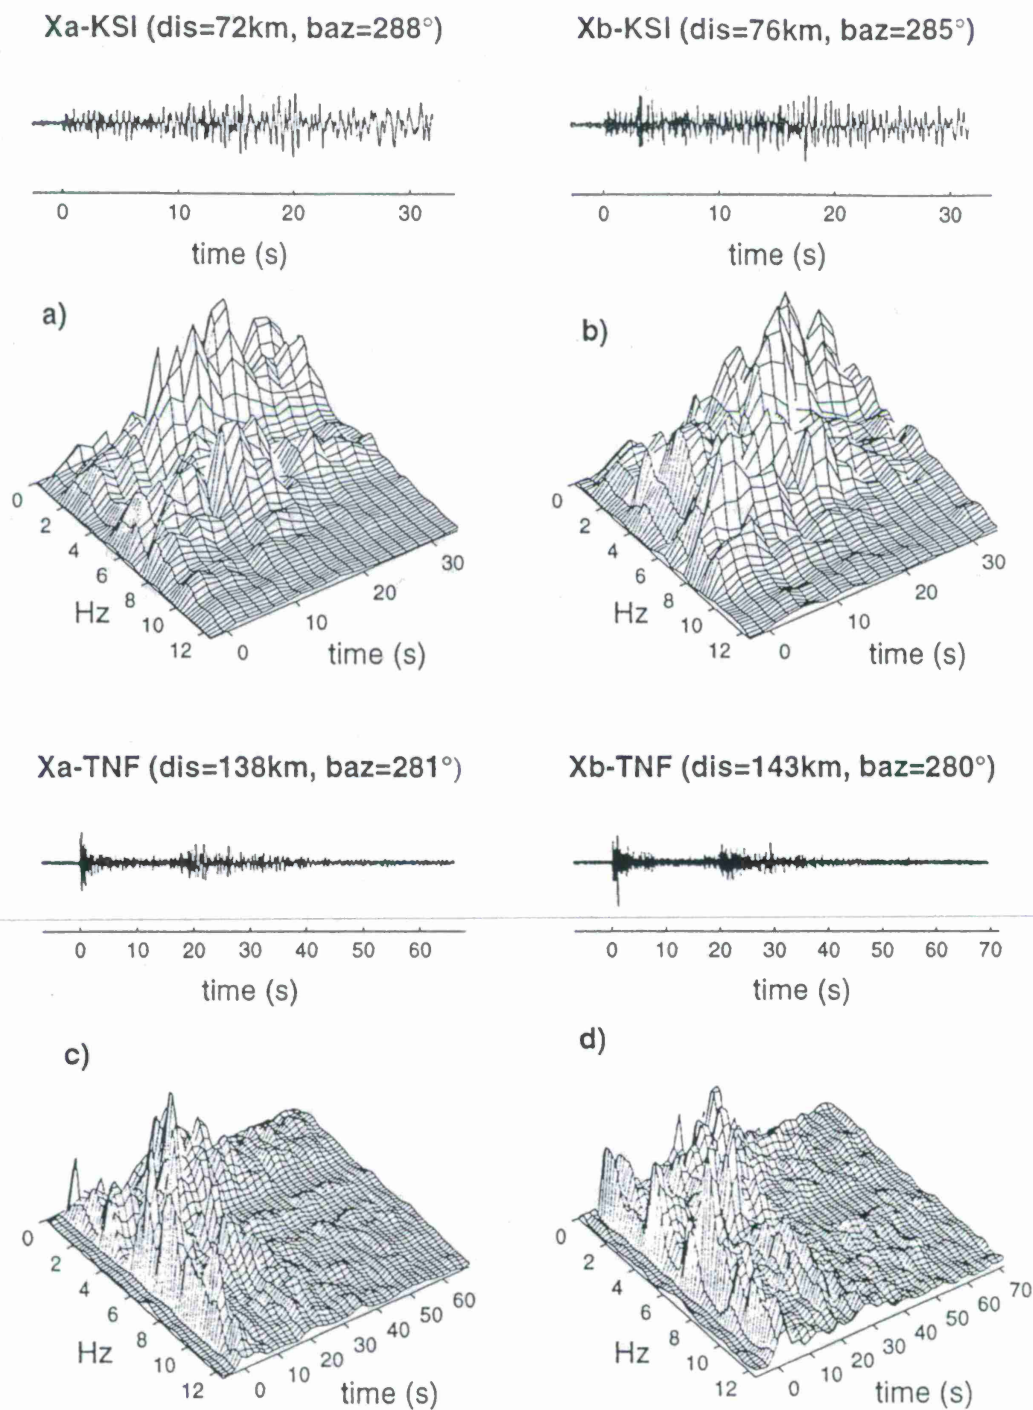 Xa-KSI (dis=72km, baz=288°)
Xb-KSI (dis=76km, baz=285°)
0 10 20 30
time (s)
0 10 20 30
time (s)
a)
b)
0 2 4 6 8 10 12
Hz
0 10 20 30
time (s)
0 2 4 6 8 10 12
Hz
0 10 20 30
time (s)
Xa-TNF (dis=138km, baz=281°)
Xb-TNF (dis=143km, baz=280°)
0 10 20 30 40 50 60
time (s)
0 10 20 30 40 50 60 70
time (s)
c)
d)
0 2 4 6 8 10 12
Hz
0 10 20 30 40 50 60
time (s)
0 2 4 6 8 10 12
Hz
0 10 20 30 40 50 60 70
time (s)